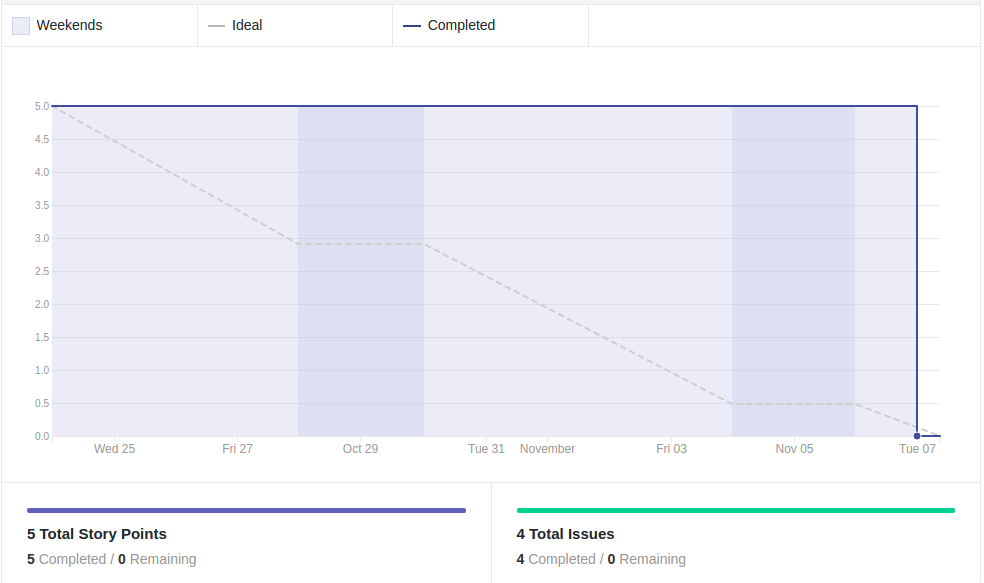 Weekends
Ideal
Completed
5.0
4.5
4.0
3.5
3.0
2.5
2.0
1.5
1.0
0.5
0.0
Wed 25 Fri 27 Oct 29 Tue 31 November Fri 03 Nov 05 Tue 07
5 Total Story Points
5 Completed / 0 Remaining
4 Total Issues
4 Completed / 0 Remaining